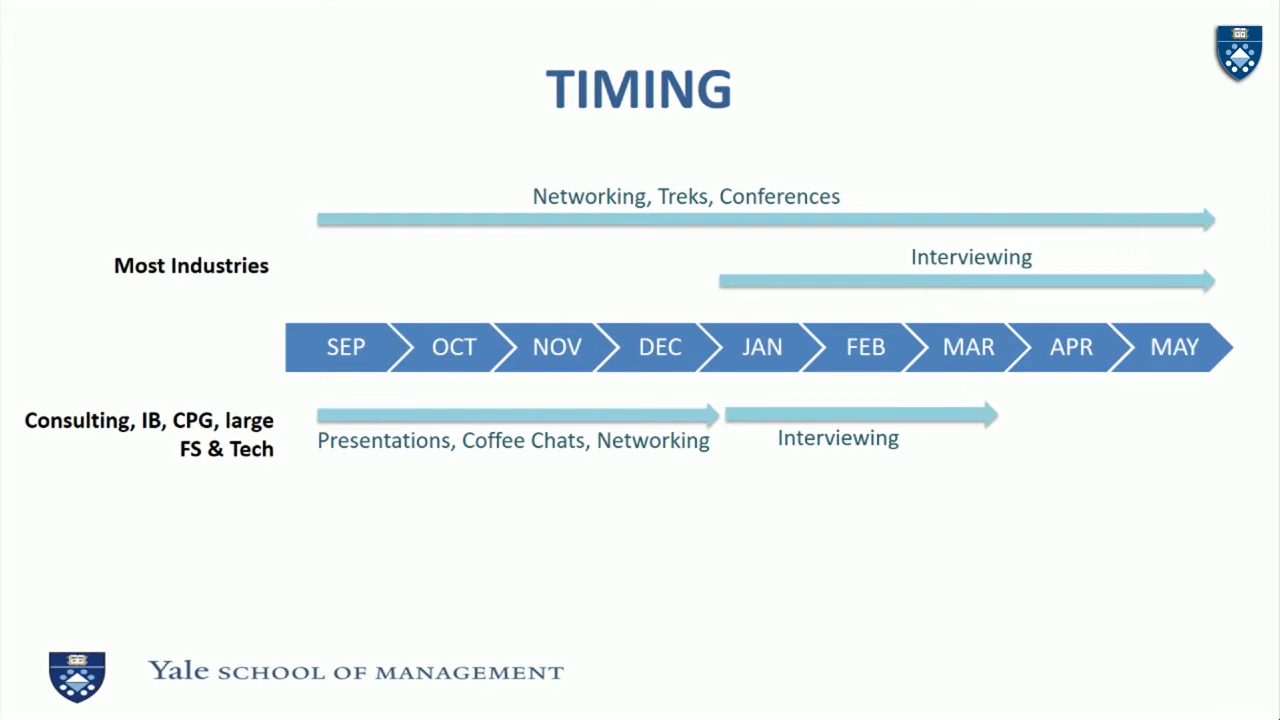 TIMING
Networking, Treks, Conferences
Most Industries
Interviewing
SEP OCT NOV DEC JAN FEB MAR APR MAY
Consulting, IB, CPG, large
FS & Tech
Presentations, Coffee Chats, Networking
Interviewing
Yale SCHOOL OF MANAGEMENT